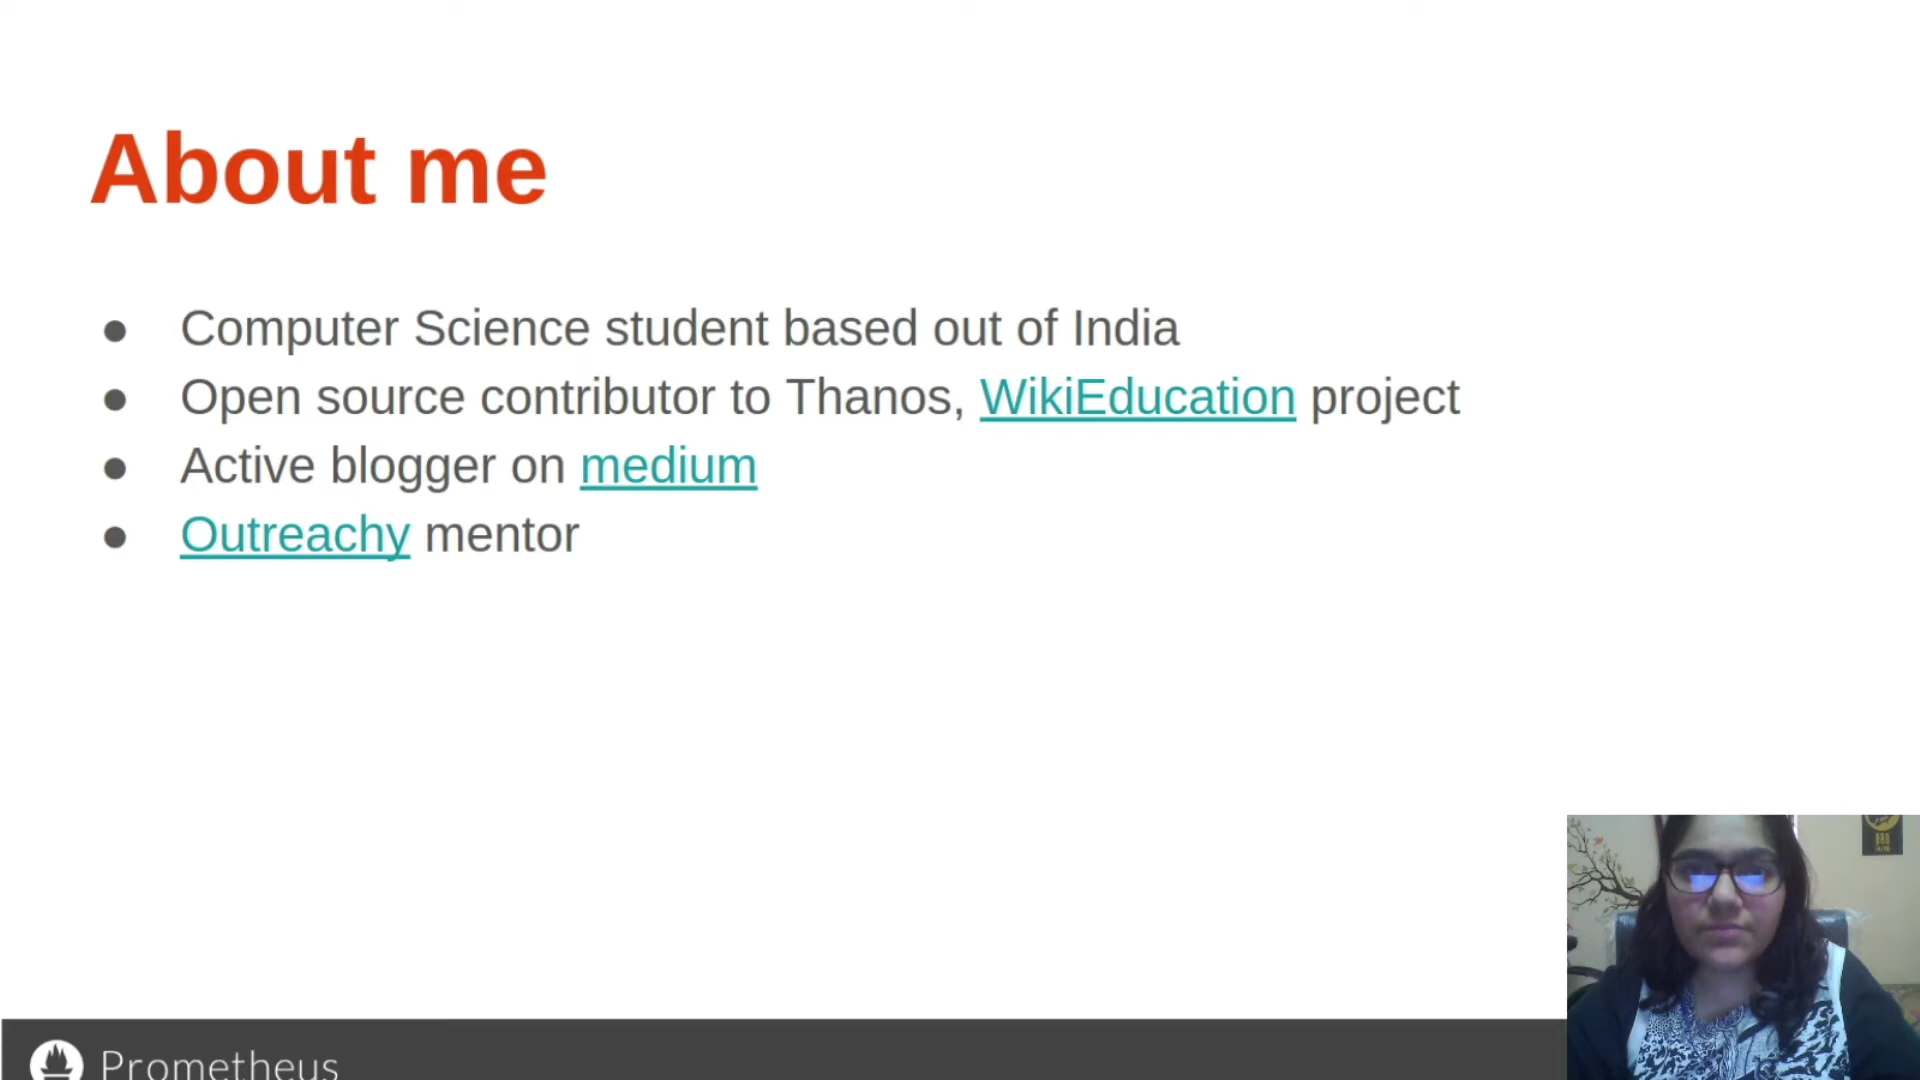 About me
● Computer Science student based out of India
● Open source contributor to Thanos, WikiEducation project
● Active blogger on medium
● Outreachy mentor
Prometheus